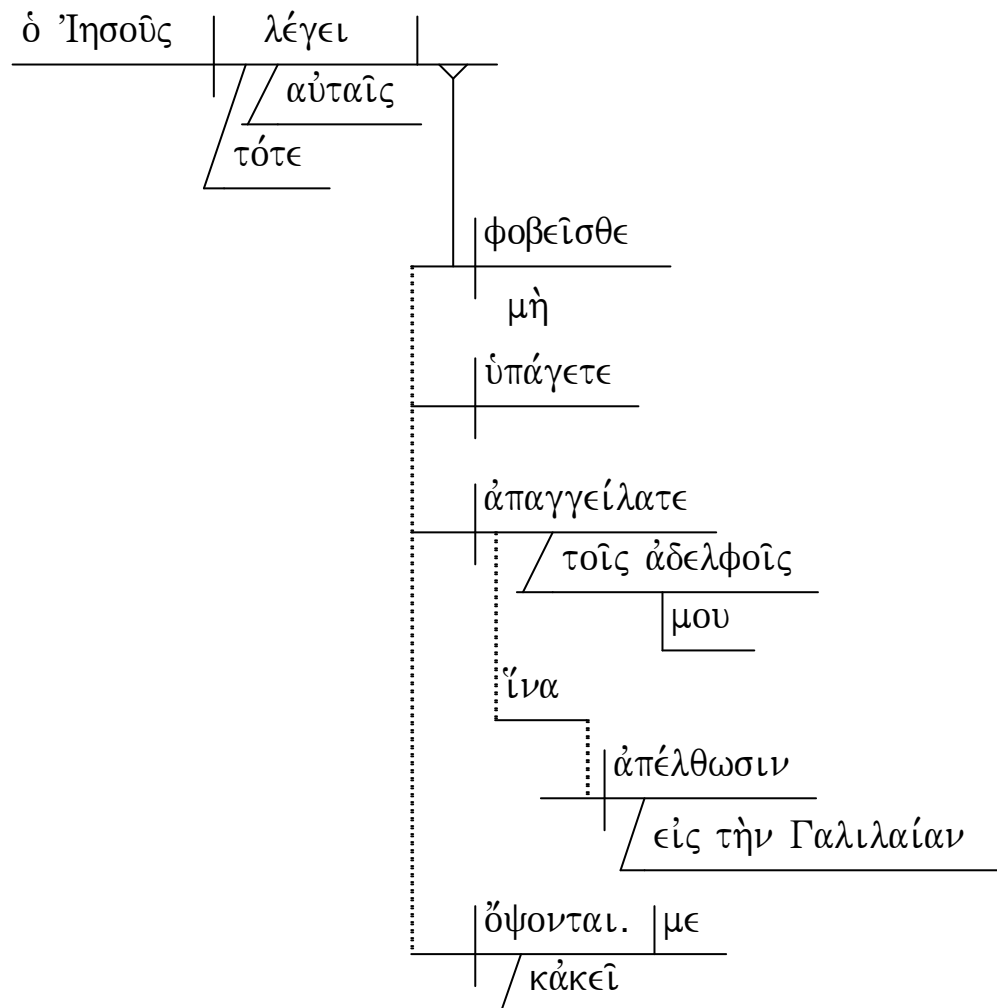 ὁ Ἰησοῦς λέγει
αὐταῖς
τότε
φοβεῖσθε
μὴ
ὑπάγετε
ἀπαγγείλατε
τοῖς ἀδελφοῖς
μου
ἵνα
ἀπέλθωσιν
εἰς τὴν Γαλιλαίαν
ὄψονται. με
κἀκεῖ